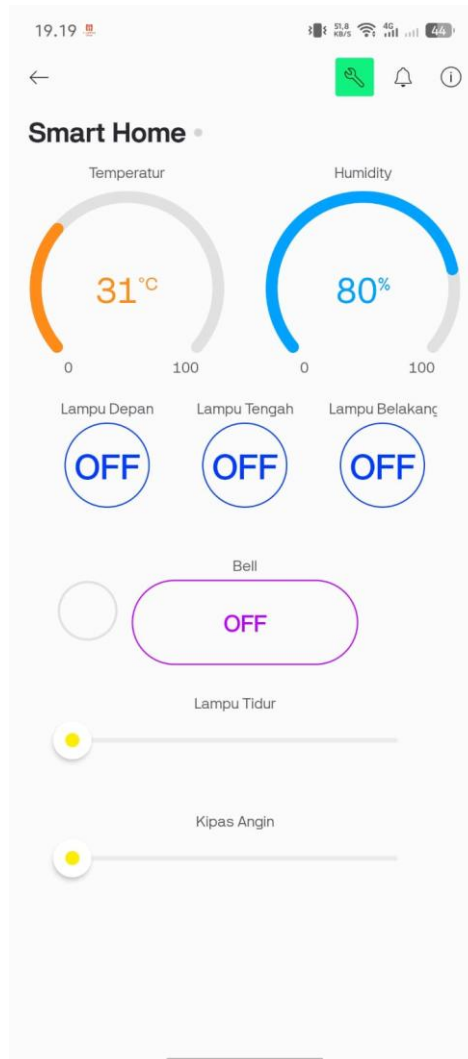 19.19
51,8
KB/S
4G
44
Smart Home
Temperatur
Humidity
31°C
80%
0
100
0
100
Lampu Depan
Lampu Tengah
Lampu Belakang
OFF
OFF
OFF
Bell
OFF
Lampu Tidur
Kipas Angin